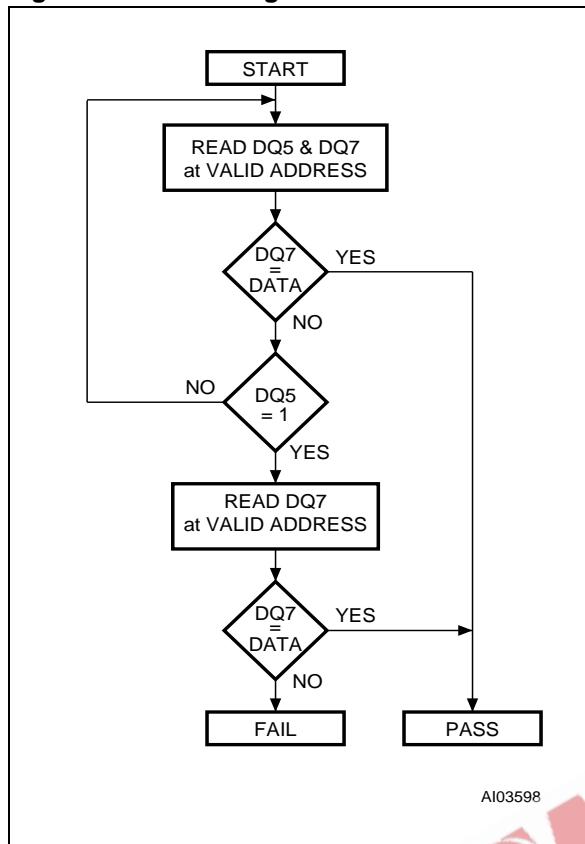 START
READ DQ5 & DQ7
at VALID ADDRESS
DQ7
=
DATA
YES
NO
DQ5
= 1
NO
YES
READ DQ7
at VALID ADDRESS
DQ7
=
DATA
YES
NO
FAIL
PASS
AI03598